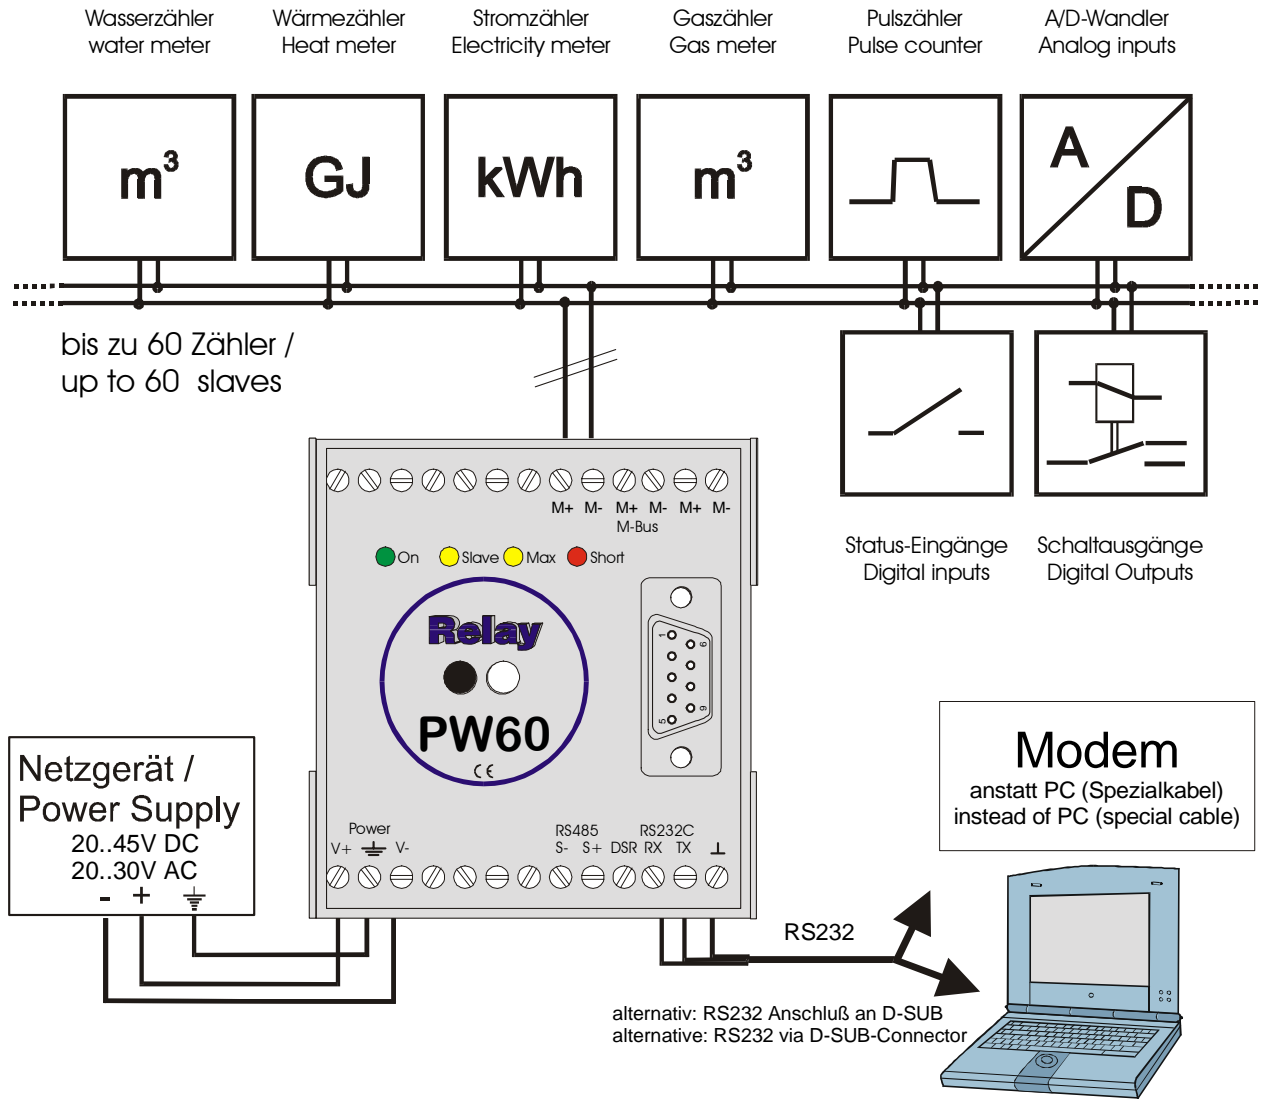 Wasserzähler
water meter
Wärmezähler
Heat meter
Stromzähler
Electricity meter
Gaszähler
Gas meter
Pulszähler
Pulse counter
A/D-Wandler
Analog inputs
m³
GJ
kWh
m³
A
D
bis zu 60 Zähler /
up to 60 slaves
Status-Eingänge
Digital inputs
Schaltausgänge
Digital Outputs
M+ M- M+ M- M+ M-
M-Bus
On Slave Max Short
Relay
PW60
CE
1
6
5
9
Power
V+ V-
RS485
S- S+
RS232C
DSR RX TX
Netzgerät /
Power Supply
20..45V DC
20..30V AC
- +
Modem
anstatt PC (Spezialkabel)
instead of PC (special cable)
RS232
alternativ: RS232 Anschluß an D-SUB
alternative: RS232 via D-SUB-Connector